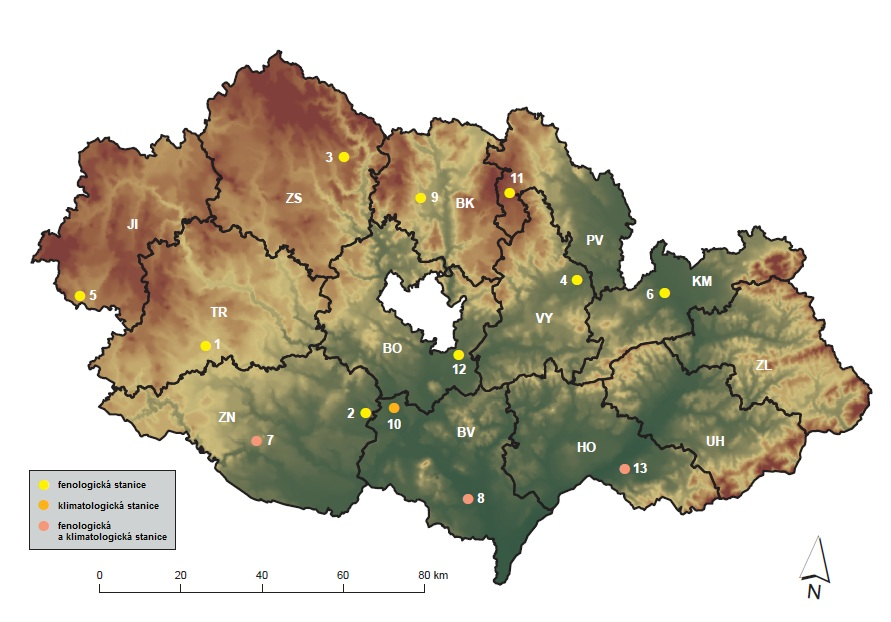 3
ZS
9
BK
11
JI
PV
5
4
KM
6
TR
VY
1
BO
12
ZL
2
ZN
10
BV
7
HO
UH
13
8
fenologická stanice
klimatologická stanice
fenologická
a klimatologická stanice
0 20 40 60 80 km
N